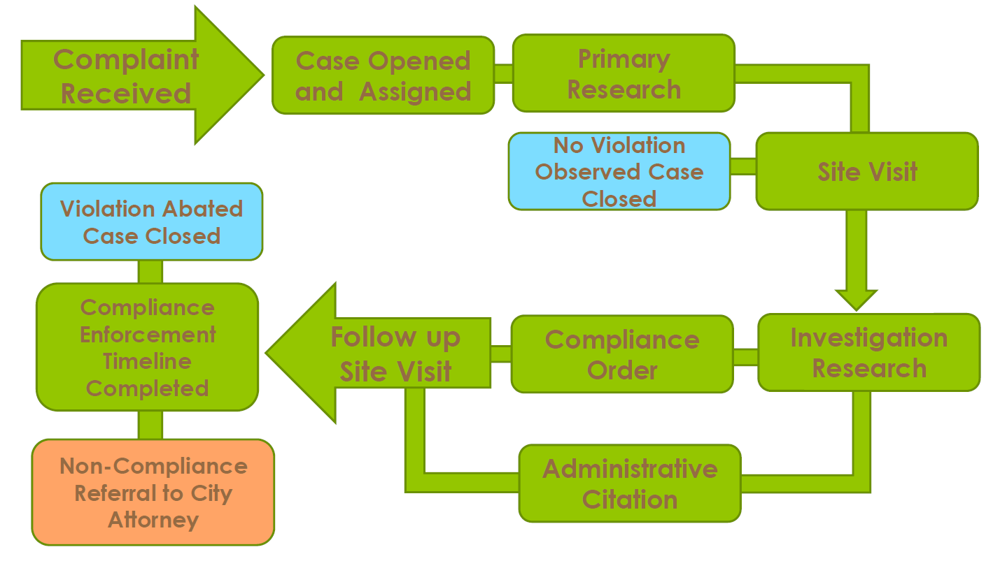 Complaint
Received
Case Opened
and  Assigned
Primary
Research
Site Visit
No Violation
Observed Case
Closed
Investigation
Research
Compliance
Order
Administrative
Citation
Follow up
Site Visit
Compliance
Enforcement
Timeline
Completed
Violation Abated
Case Closed
Non-Compliance
Referral to City
Attorney